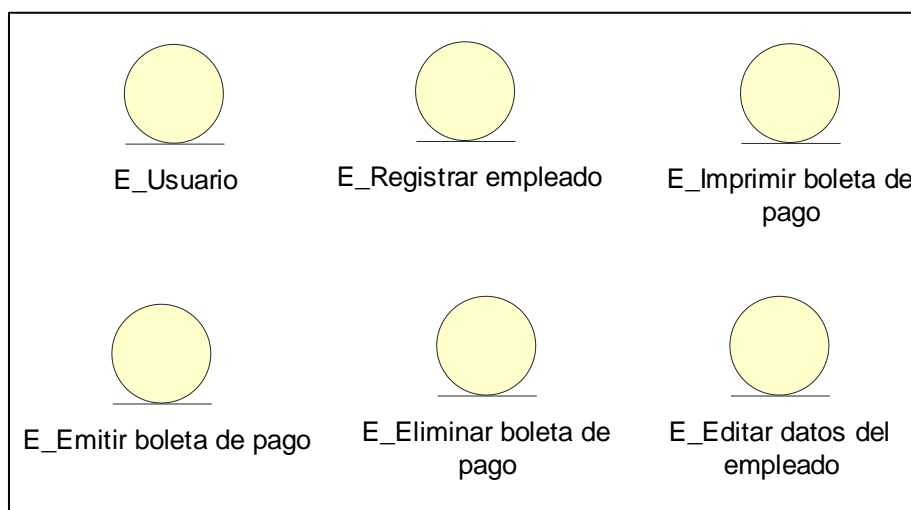 E_Usuario
E_Registrar empleado
E_Imprimir boleta de
pago
E_Emitir boleta de pago
E_Eliminar boleta de
pago
E_Editar datos del
empleado